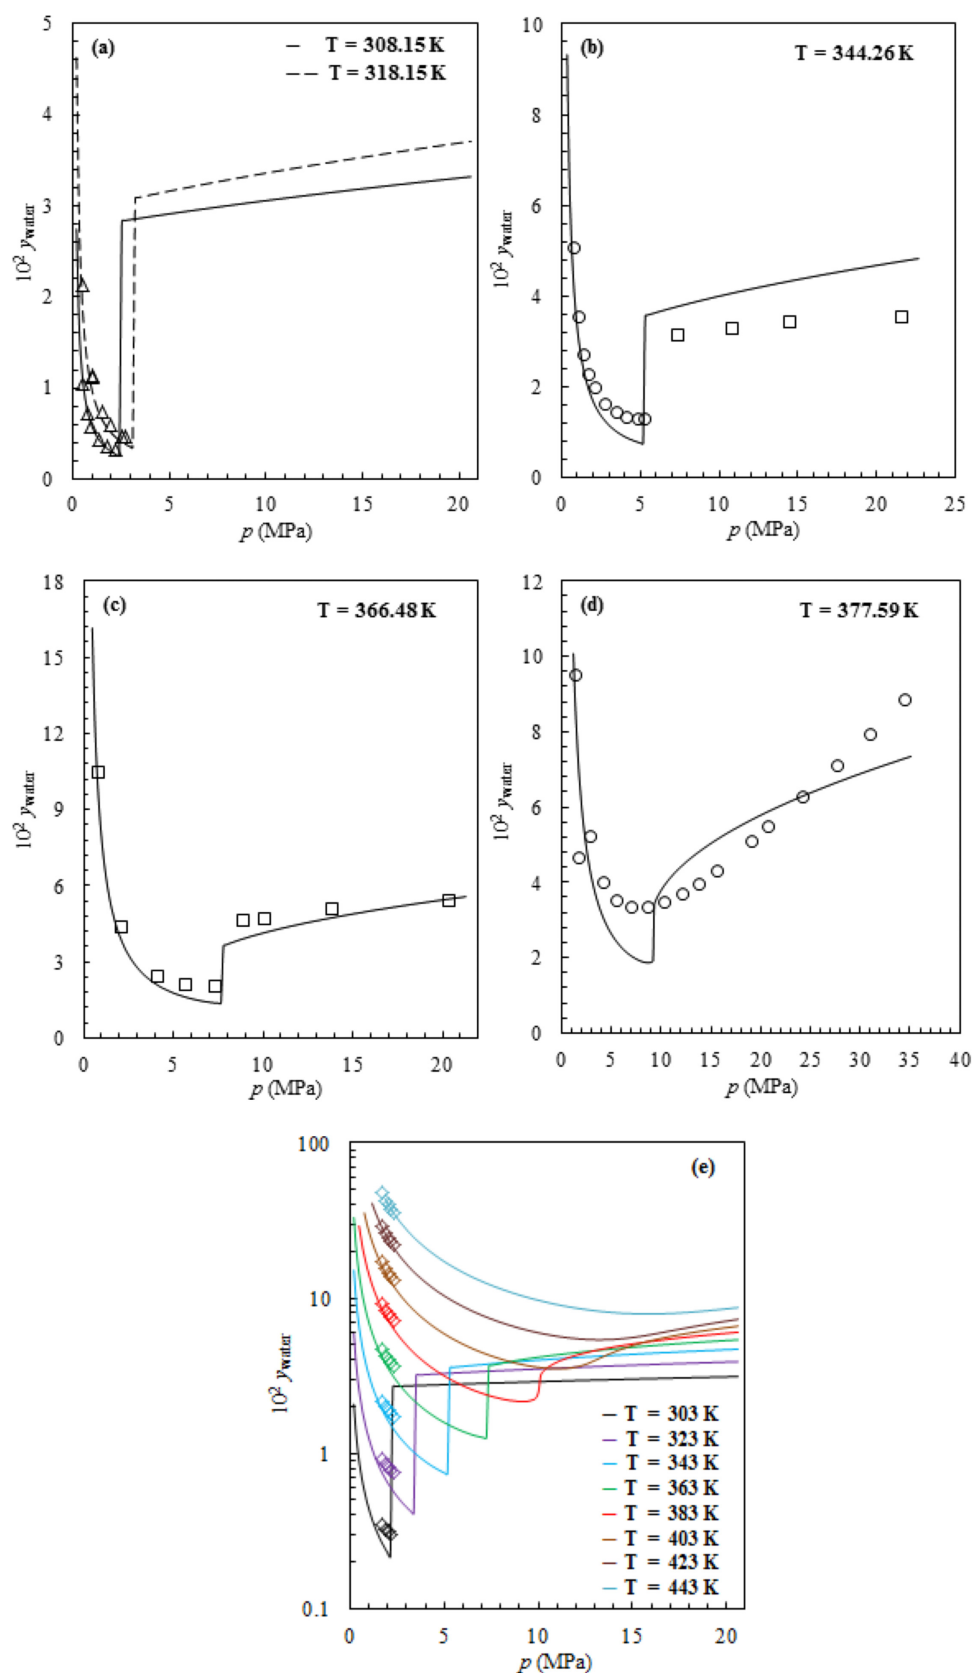 (a)
— T = 308.15 K
--- T = 318.15 K
5
4
3
2
1
0
10² y_water
0 5 10 15 20
p (MPa)
(b)
T = 344.26 K
10
8
6
4
2
0
10² y_water
0 5 10 15 20 25
p (MPa)
(c)
T = 366.48 K
18
15
12
9
6
3
0
10² y_water
0 5 10 15 20
p (MPa)
(d)
T = 377.59 K
12
10
8
6
4
2
0
10² y_water
0 5 10 15 20 25 30 35 40
p (MPa)
(e)
100
10
1
0.1
10² y_water
T = 303 K
T = 323 K
T = 343 K
T = 363 K
T = 383 K
T = 403 K
T = 423 K
T = 443 K
0 5 10 15 20
p (MPa)